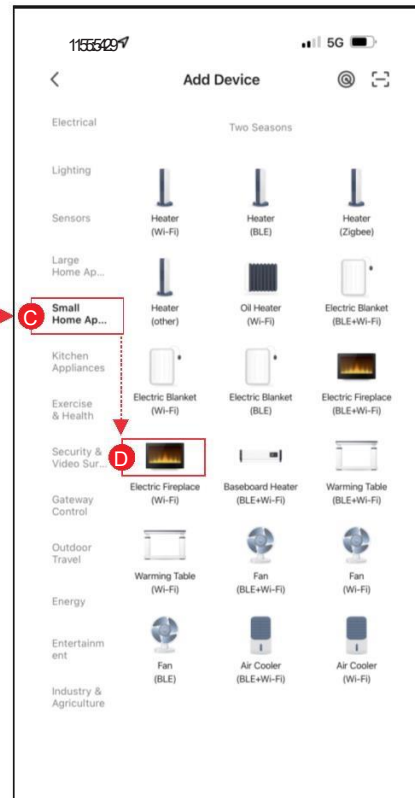 5G
Add Device
Electrical
Lighting
Sensors
Large
Home Ap...
C
Small
Home Ap...
Kitchen
Appliances
Exercise
& Health
Security &
Video Sur...
Gateway
Control
Outdoor
Travel
Energy
Entertainm
ent
Industry &
Agriculture
Two Seasons
Heater
(Wi-Fi)
Heater
(BLE)
Heater
(Zigbee)
Heater
(other)
Oil Heater
(Wi-Fi)
Electric Blanket
(BLE+Wi-Fi)
Electric Blanket
(Wi-Fi)
Electric Blanket
(BLE)
Electric Fireplace
(BLE+Wi-Fi)
D
Electric Fireplace
(Wi-Fi)
Baseboard Heater
(BLE+Wi-Fi)
Warming Table
(BLE+Wi-Fi)
Warming Table
(Wi-Fi)
Fan
(BLE+Wi-Fi)
Fan
(Wi-Fi)
Fan
(BLE)
Air Cooler
(BLE+Wi-Fi)
Air Cooler
(Wi-Fi)